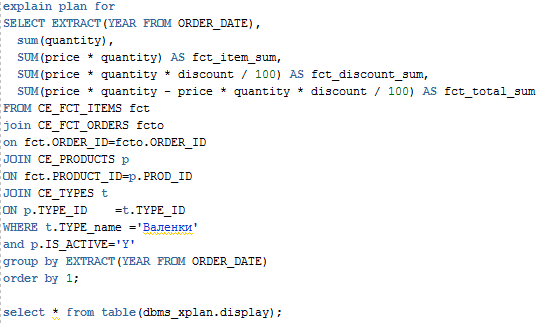 explain plan for
SELECT EXTRACT(YEAR FROM ORDER_DATE),
sum(quantity),
SUM(price * quantity) AS fct_item_sum,
SUM(price * quantity * discount / 100) AS fct_discount_sum,
SUM(price * quantity - price * quantity * discount / 100) AS fct_total_sum
FROM CE_FCT_ITEMS fct
join CE_FCT_ORDERS fcto
on fct.ORDER_ID=fcto.ORDER_ID
JOIN CE_PRODUCTS p
ON fct.PRODUCT_ID=p.PROD_ID
JOIN CE_TYPES t
ON p.TYPE_ID    =t.TYPE_ID
WHERE t.TYPE_name ='Валенки'
and p.IS_ACTIVE='Y'
group by EXTRACT(YEAR FROM ORDER_DATE)
order by 1;
select * from table(dbms_xplan.display);